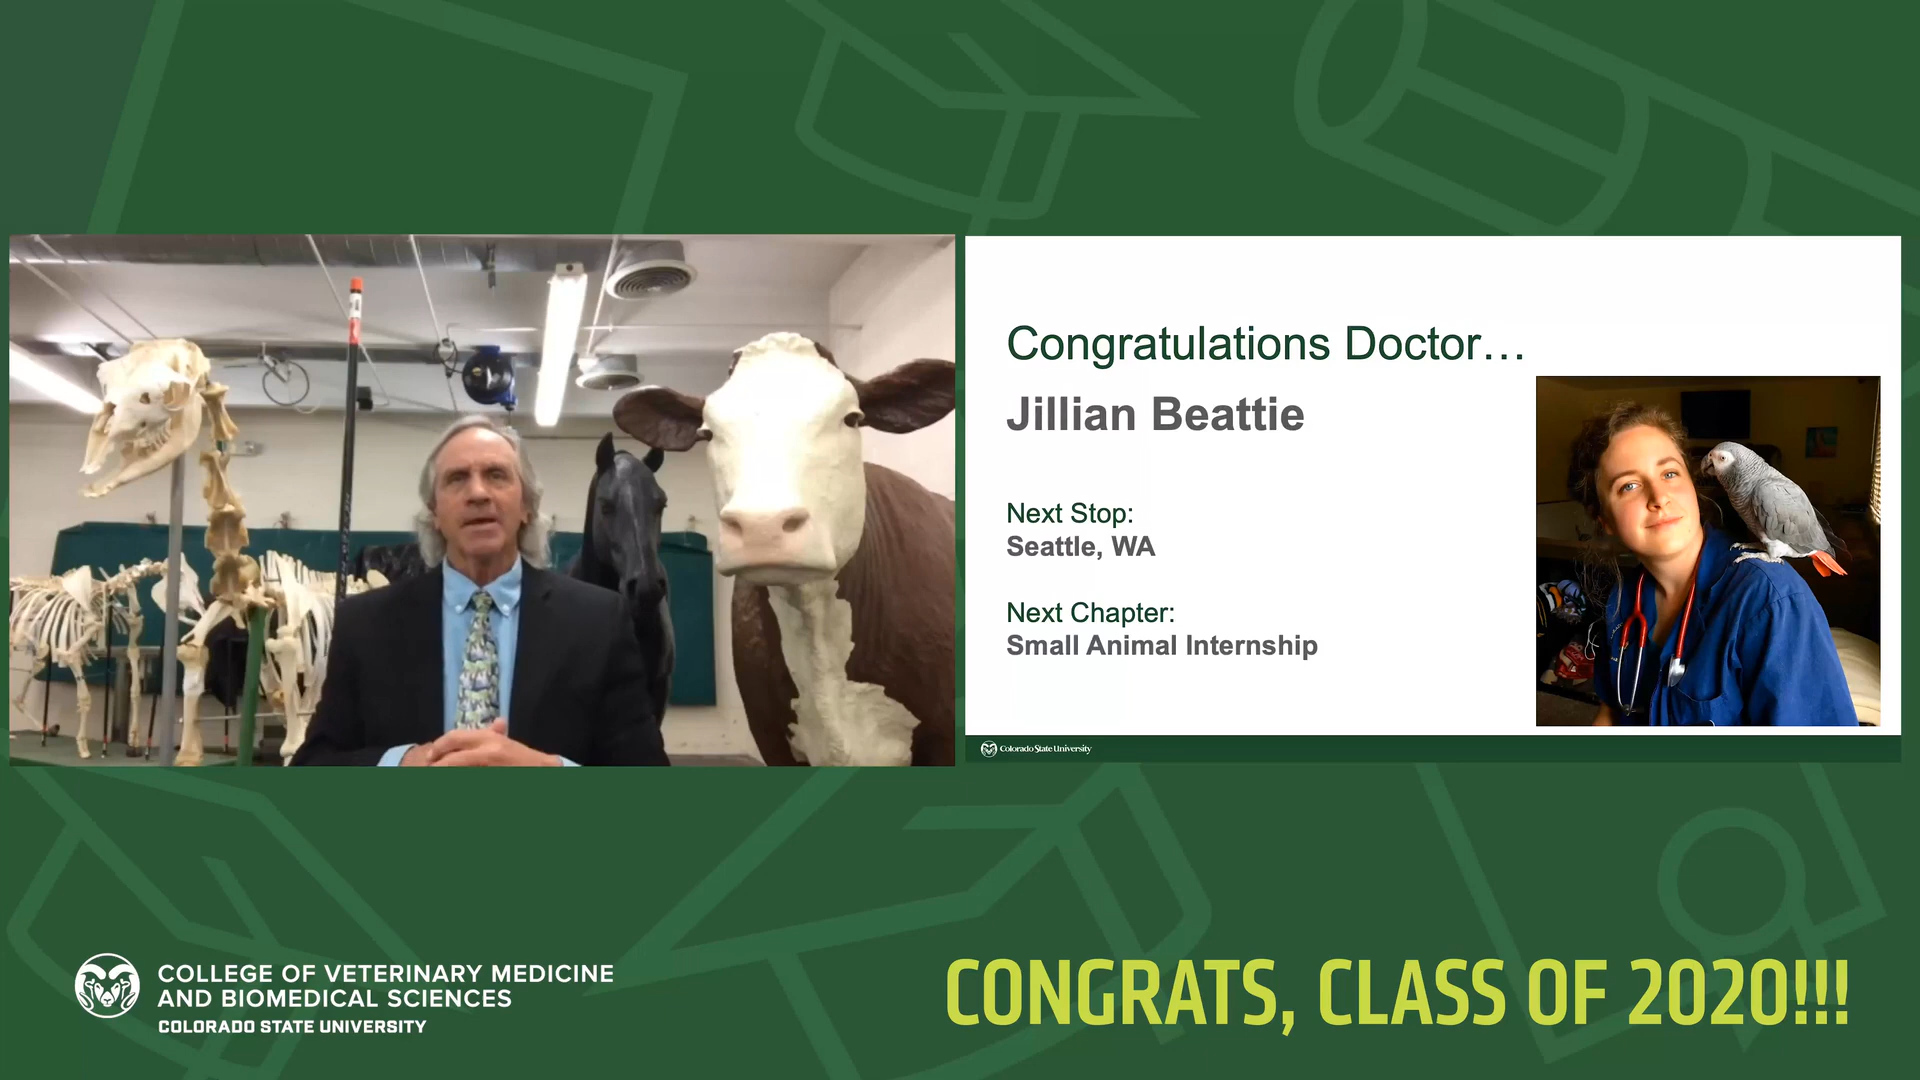 Congratulations Doctor…
Jillian Beattie
Next Stop:
Seattle, WA
Next Chapter:
Small Animal Internship
Colorado State University
COLLEGE OF VETERINARY MEDICINE
AND BIOMEDICAL SCIENCES
COLORADO STATE UNIVERSITY
CONGRATS, CLASS OF 2020!!!